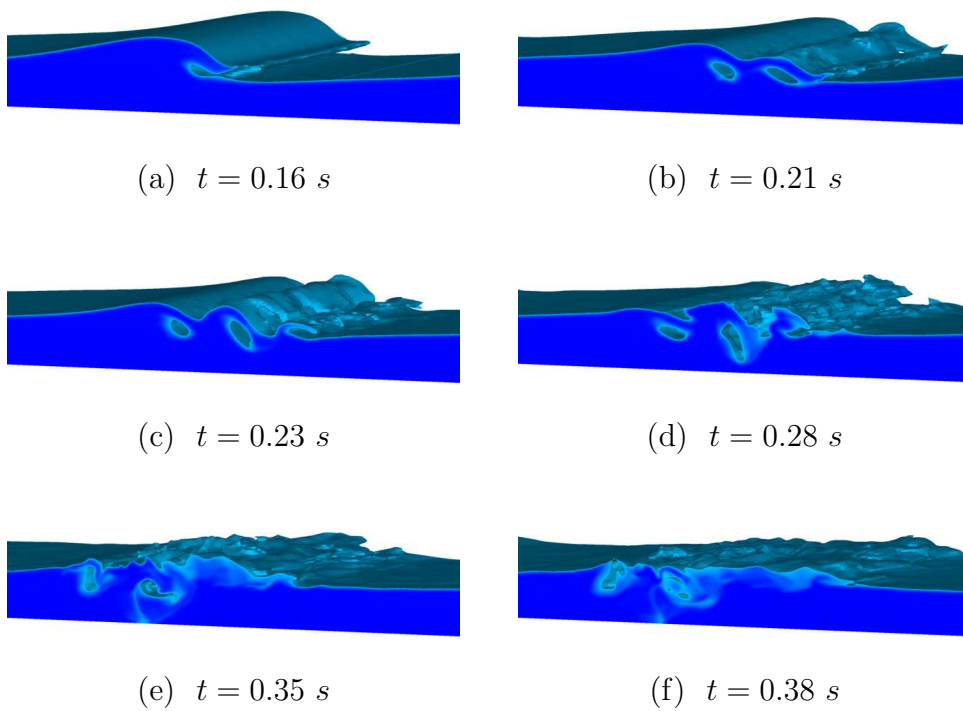 (a) t = 0.16 s
(b) t = 0.21 s
(c) t = 0.23 s
(d) t = 0.28 s
(e) t = 0.35 s
(f) t = 0.38 s